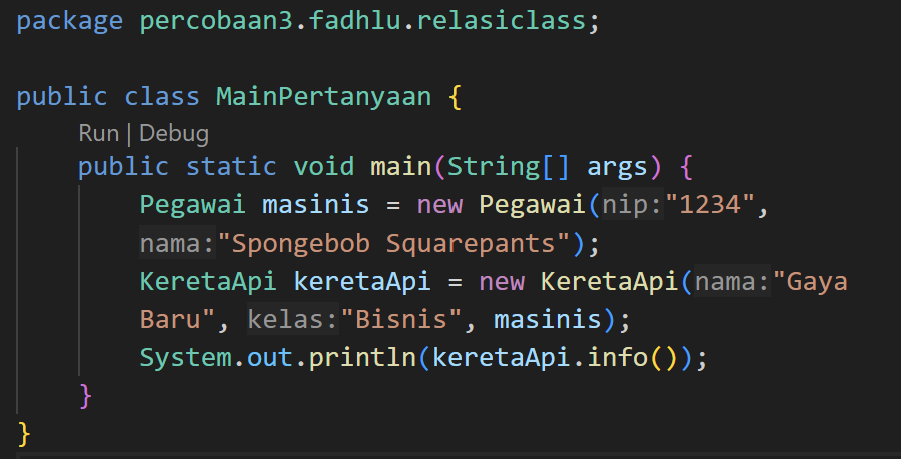 package percobaan3.fadhlu.relasiclass;
public class MainPertanyaan {
Run | Debug
public static void main(String[] args) {
Pegawai masinis = new Pegawai(nip:"1234",
nama:"Spongebob Squarepants");
KeretaApi keretaApi = new KeretaApi(nama:"Gaya
Baru", kelas:"Bisnis", masinis);
System.out.println(keretaApi.info());
}
}